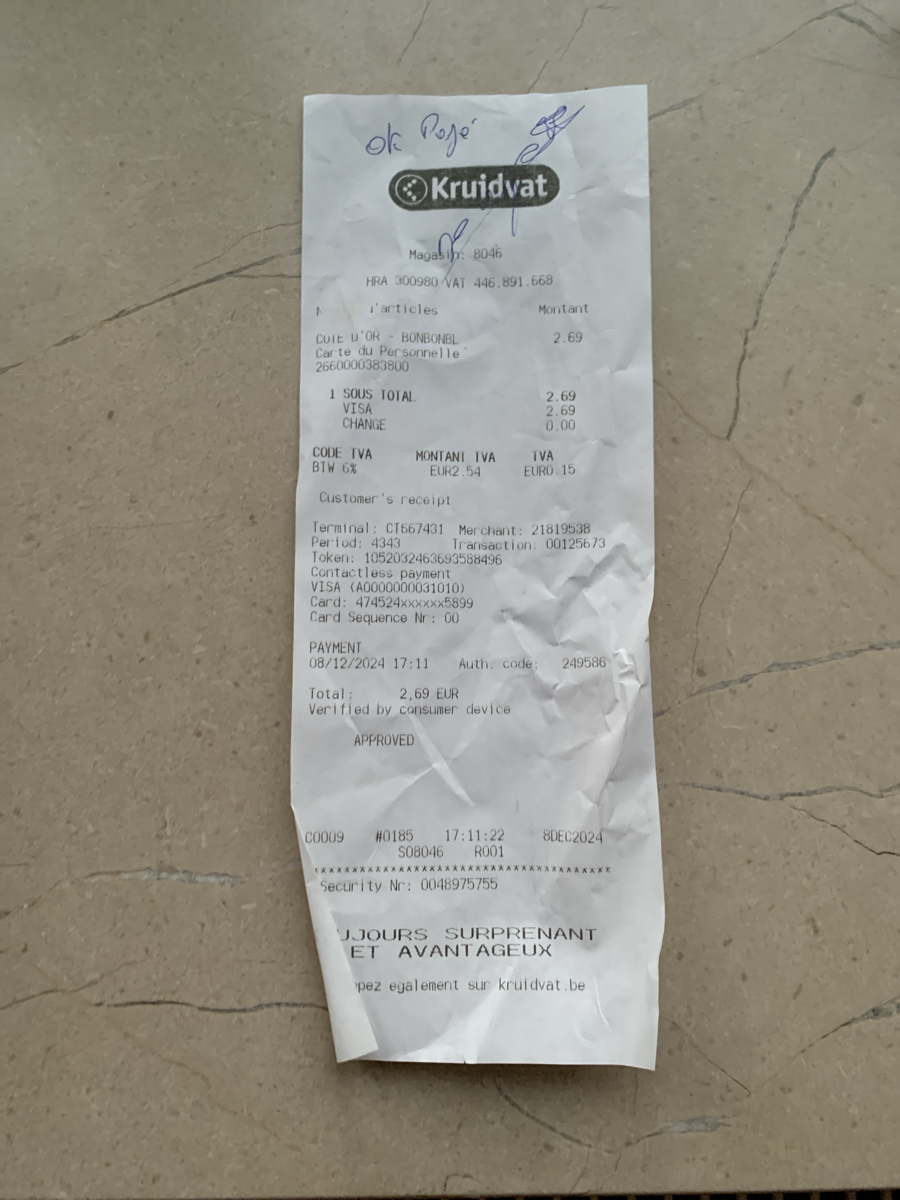 ok Payé
Kruidvat
Magasin: 8046
HRA 300980 VAT 446.891.668
d'articles Montant
COTE D'OR - BONBONBL 2.69
Carte du Personnelle
2660000383800
1 SOUS TOTAL 2.69
VISA 2.69
CHANGE 0.00
CODE TVA MONTANT TVA TVA
BTW 6% EUR2.54 EUR0.15
Customer's receipt
Terminal: CT667431 Merchant: 21819538
Period: 4343 Transaction: 00125673
Token: 1052032463693588496
Contactless payment
VISA (A0000000031010)
Card: 474524xxxxxx5899
Card Sequence Nr: 00
PAYMENT
08/12/2024 17:11 Auth. code: 249586
Total: 2,69 EUR
Verified by consumer device
APPROVED
C0009 #0185 17:11:22 8DEC2024
S08046 R001
Security Nr: 0048975755
UJOURS SURPRENANT
ET AVANTAGEUX
pez egalement sur kruidvat.be